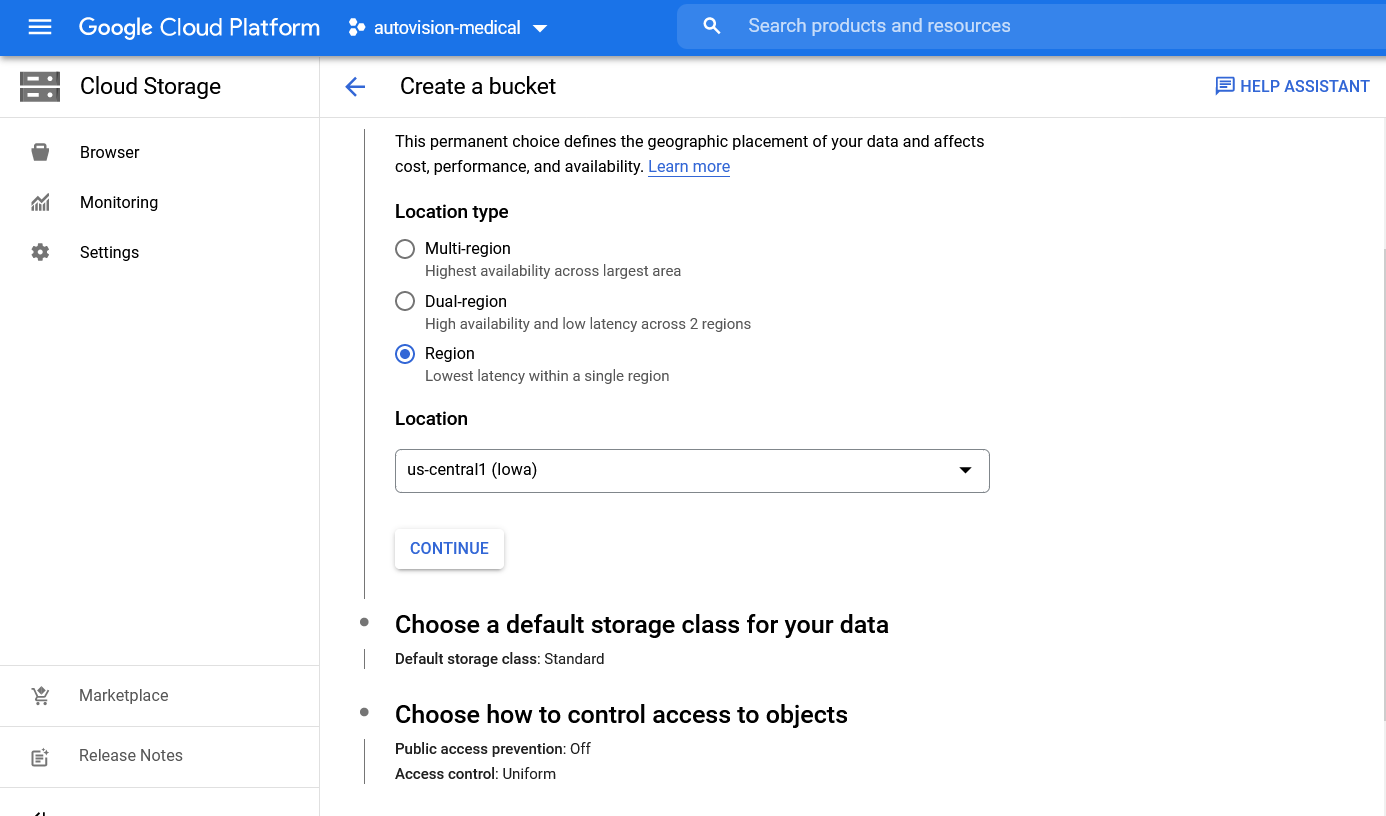 Google Cloud Platform
autovision-medical
Search products and resources
Cloud Storage
Create a bucket
HELP ASSISTANT
Browser
Monitoring
Settings
Marketplace
Release Notes
This permanent choice defines the geographic placement of your data and affects
cost, performance, and availability. Learn more
Location type
Multi-region
Highest availability across largest area
Dual-region
High availability and low latency across 2 regions
Region
Lowest latency within a single region
Location
us-central1 (Iowa)
CONTINUE
Choose a default storage class for your data
Default storage class: Standard
Choose how to control access to objects
Public access prevention: Off
Access control: Uniform